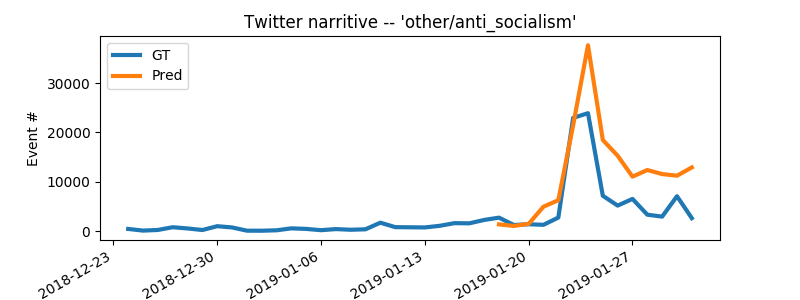 Twitter narritive -- 'other/anti_socialism'
GT
Pred
Event #
30000
20000
10000
0
2018-12-23
2018-12-30
2019-01-06
2019-01-13
2019-01-20
2019-01-27